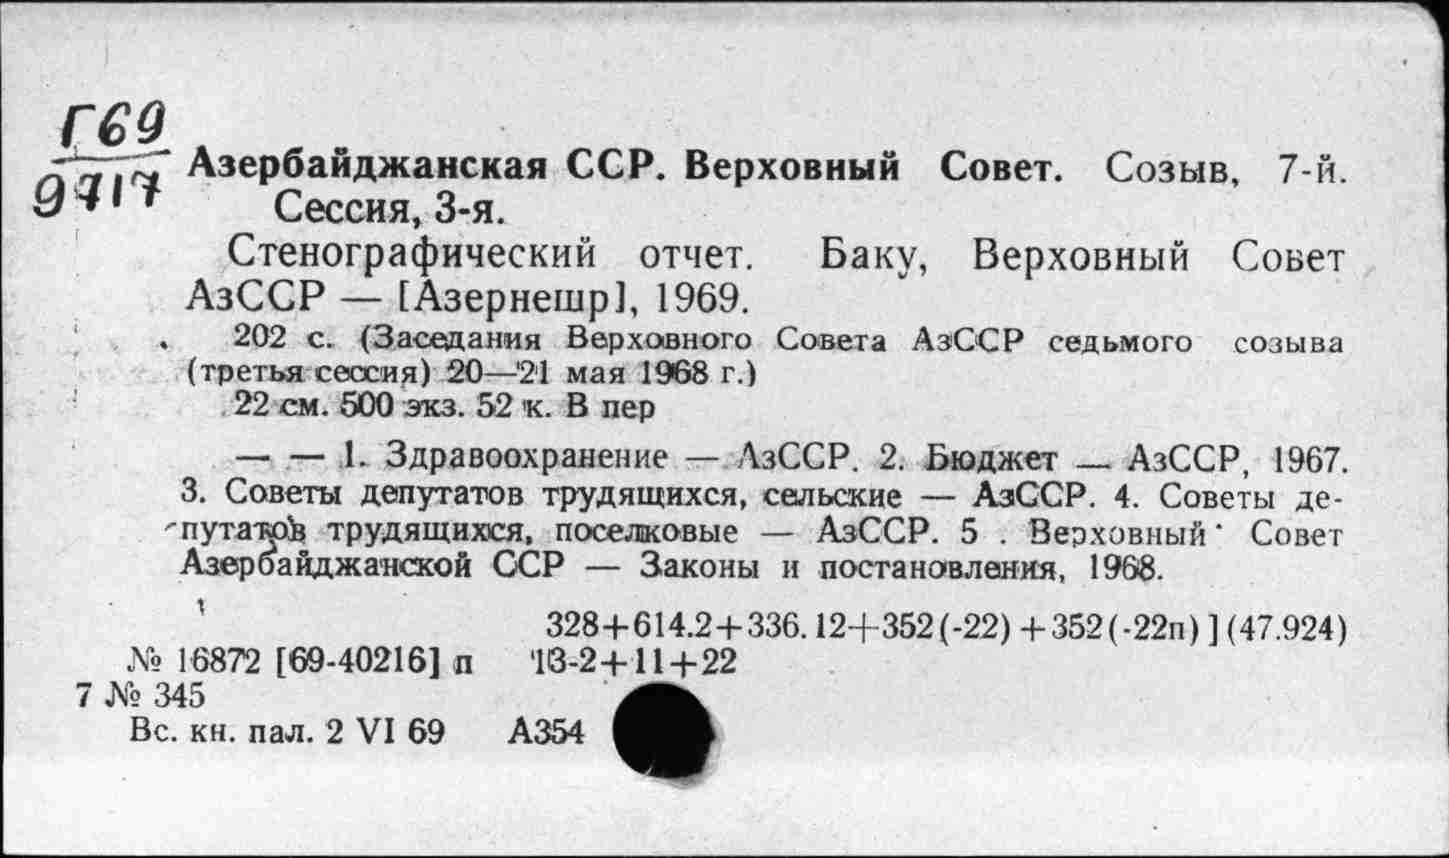 Г69
9717
Азербайджанская ССР. Верховный Совет. Созыв, 7-й.
Сессия, 3-я.
Стенографический отчет. Баку, Верховный Совет
АзССР — [Азернешр], 1969.
202 с. (Заседания Верховного Совета АзССР седьмого созыва
(третья сессия) 20—21 мая 1968 г.)
22 см. 500 экз. 52 к. В пер
— — 1. Здравоохранение — АзССР. 2. Бюджет — АзССР, 1967.
3. Советы депутатов трудящихся, сельские — АзССР. 4. Советы де-
путатов трудящихся, поселковые — АзССР. 5 . Верховный Совет
Азербайджанской ССР — Законы и постановления, 1968.
328+614.2+336.12+352(-22) +352(-22п) ] (47.924)
№ 16872 [69-40216] п 13-2+11+22
7 № 345
Вс. кн. пал. 2 VI 69 А354